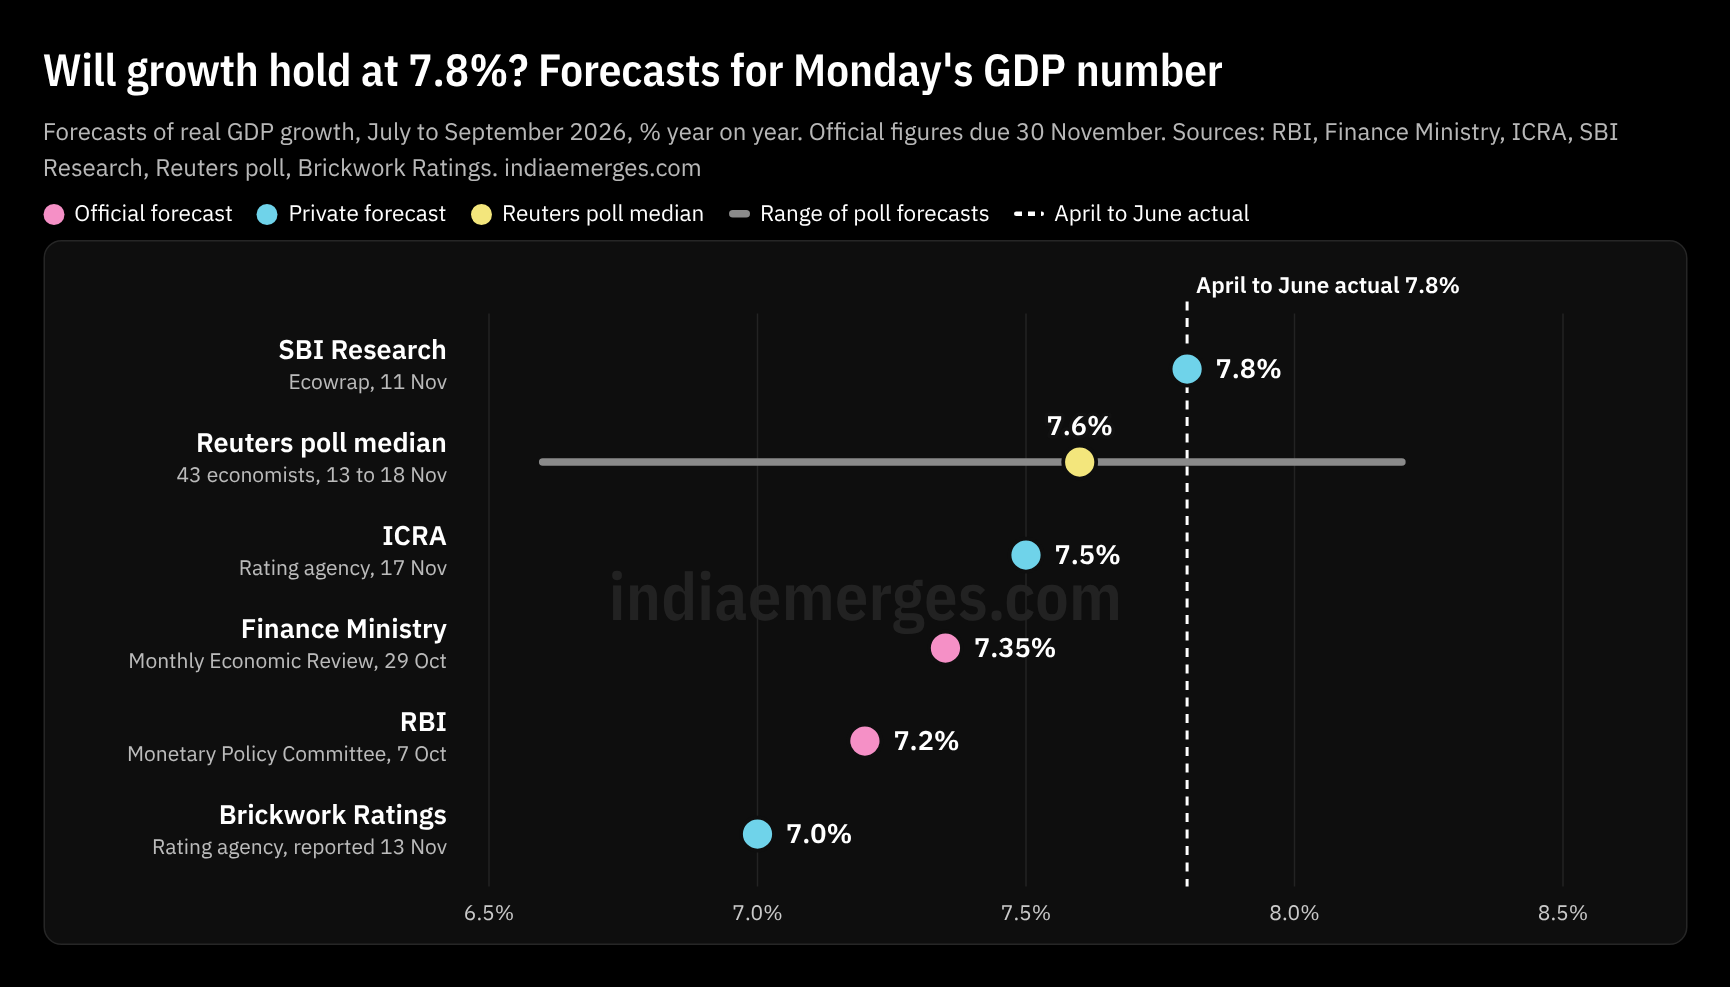 Will growth hold at 7.8%? Forecasts for Monday's GDP number
Forecasts of real GDP growth, July to September 2026, % year on year. Official figures due 30 November. Sources: RBI, Finance Ministry, ICRA, SBI
Research, Reuters poll, Brickwork Ratings. indiaemerges.com
Official forecast Private forecast Reuters poll median Range of poll forecasts April to June actual
April to June actual 7.8%
SBI Research
Ecowrap, 11 Nov
7.8%
Reuters poll median
43 economists, 13 to 18 Nov
7.6%
ICRA
Rating agency, 17 Nov
7.5%
indiaemerges.com
Finance Ministry
Monthly Economic Review, 29 Oct
7.35%
RBI
Monetary Policy Committee, 7 Oct
7.2%
Brickwork Ratings
Rating agency, reported 13 Nov
7.0%
6.5% 7.0% 7.5% 8.0% 8.5%